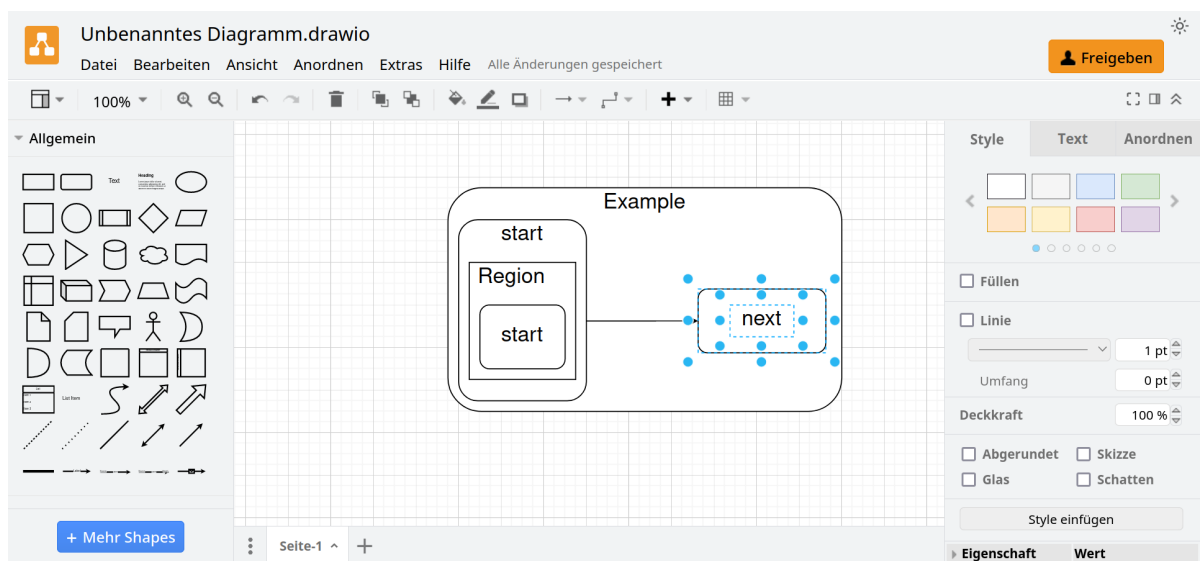 Unbenanntes Diagramm.drawio
Datei Bearbeiten Ansicht Anordnen Extras Hilfe Alle Änderungen gespeichert
Freigeben
100%
Allgemein
Text
Heading
List Item
+ Mehr Shapes
Example
start
Region
start
next
Seite-1
Style Text Anordnen
Füllen
Linie
1 pt
Umfang 0 pt
Deckkraft 100 %
Abgerundet Skizze
Glas Schatten
Style einfügen
Eigenschaft Wert